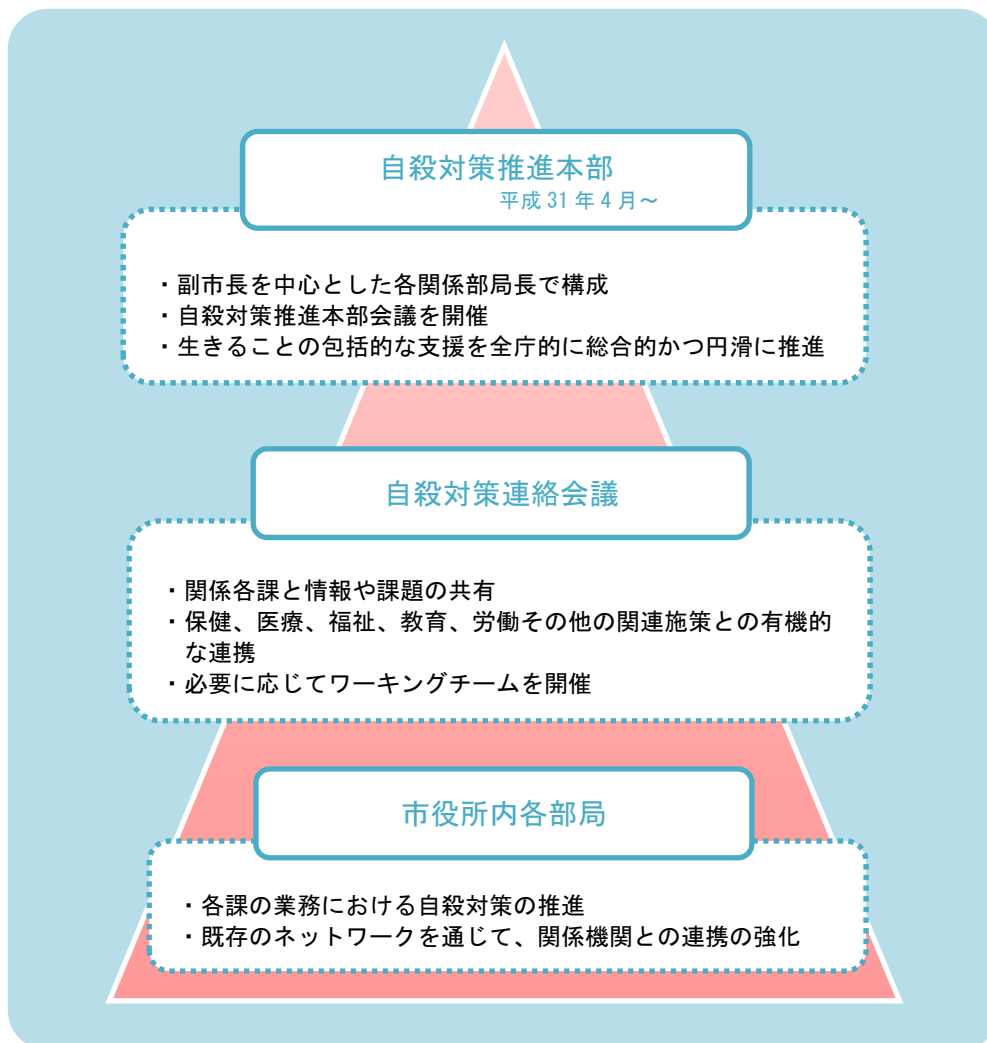 自殺対策推進本部
平成 31 年 4 月～
・副市長を中心とした各関係部局長で構成
・自殺対策推進本部会議を開催
・生きることの包括的な支援を全庁的に総合的かつ円滑に推進
自殺対策連絡会議
・関係各課と情報や課題の共有
・保健、医療、福祉、教育、労働その他の関連施策との有機的
な連携
・必要に応じてワーキングチームを開催
市役所内各部局
・各課の業務における自殺対策の推進
・既存のネットワークを通じて、関係機関との連携の強化